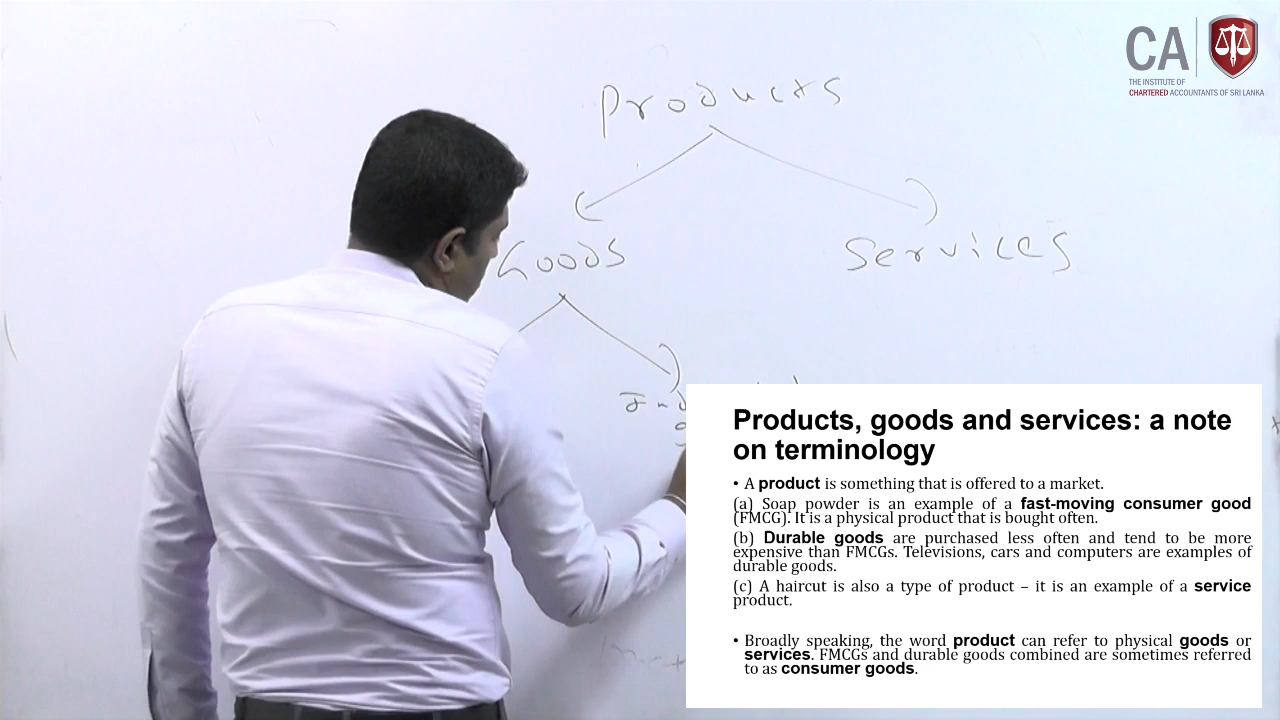 CA
THE INSTITUTE OF
CHARTERED ACCOUNTANTS OF SRI LANKA
Products
Goods
Services
Products, goods and services: a note
on terminology
• A product is something that is offered to a market.
(a) Soap powder is an example of a fast-moving consumer good
(FMCG). It is a physical product that is bought often.
(b) Durable goods are purchased less often and tend to be more
expensive than FMCGs. Televisions, cars and computers are examples of
durable goods.
(c) A haircut is also a type of product – it is an example of a service
product.
• Broadly speaking, the word product can refer to physical goods or
services. FMCGs and durable goods combined are sometimes referred
to as consumer goods.